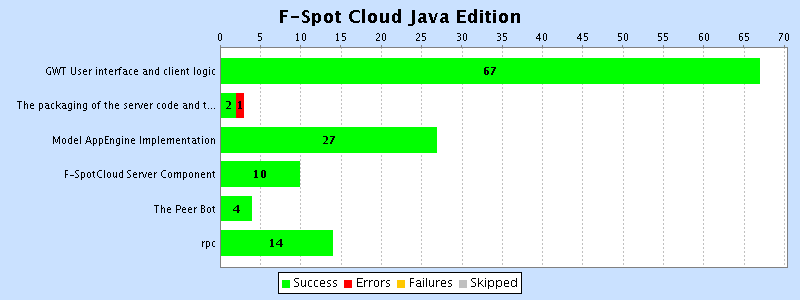 F-Spot Cloud Java Edition
0 5 10 15 20 25 30 35 40 45 50 55 60 65 70
GWT User interface and client logic 67
The packaging of the server code and t... 2 1
Model AppEngine Implementation 27
F-SpotCloud Server Component 10
The Peer Bot 4
rpc 14
Success Errors Failures Skipped